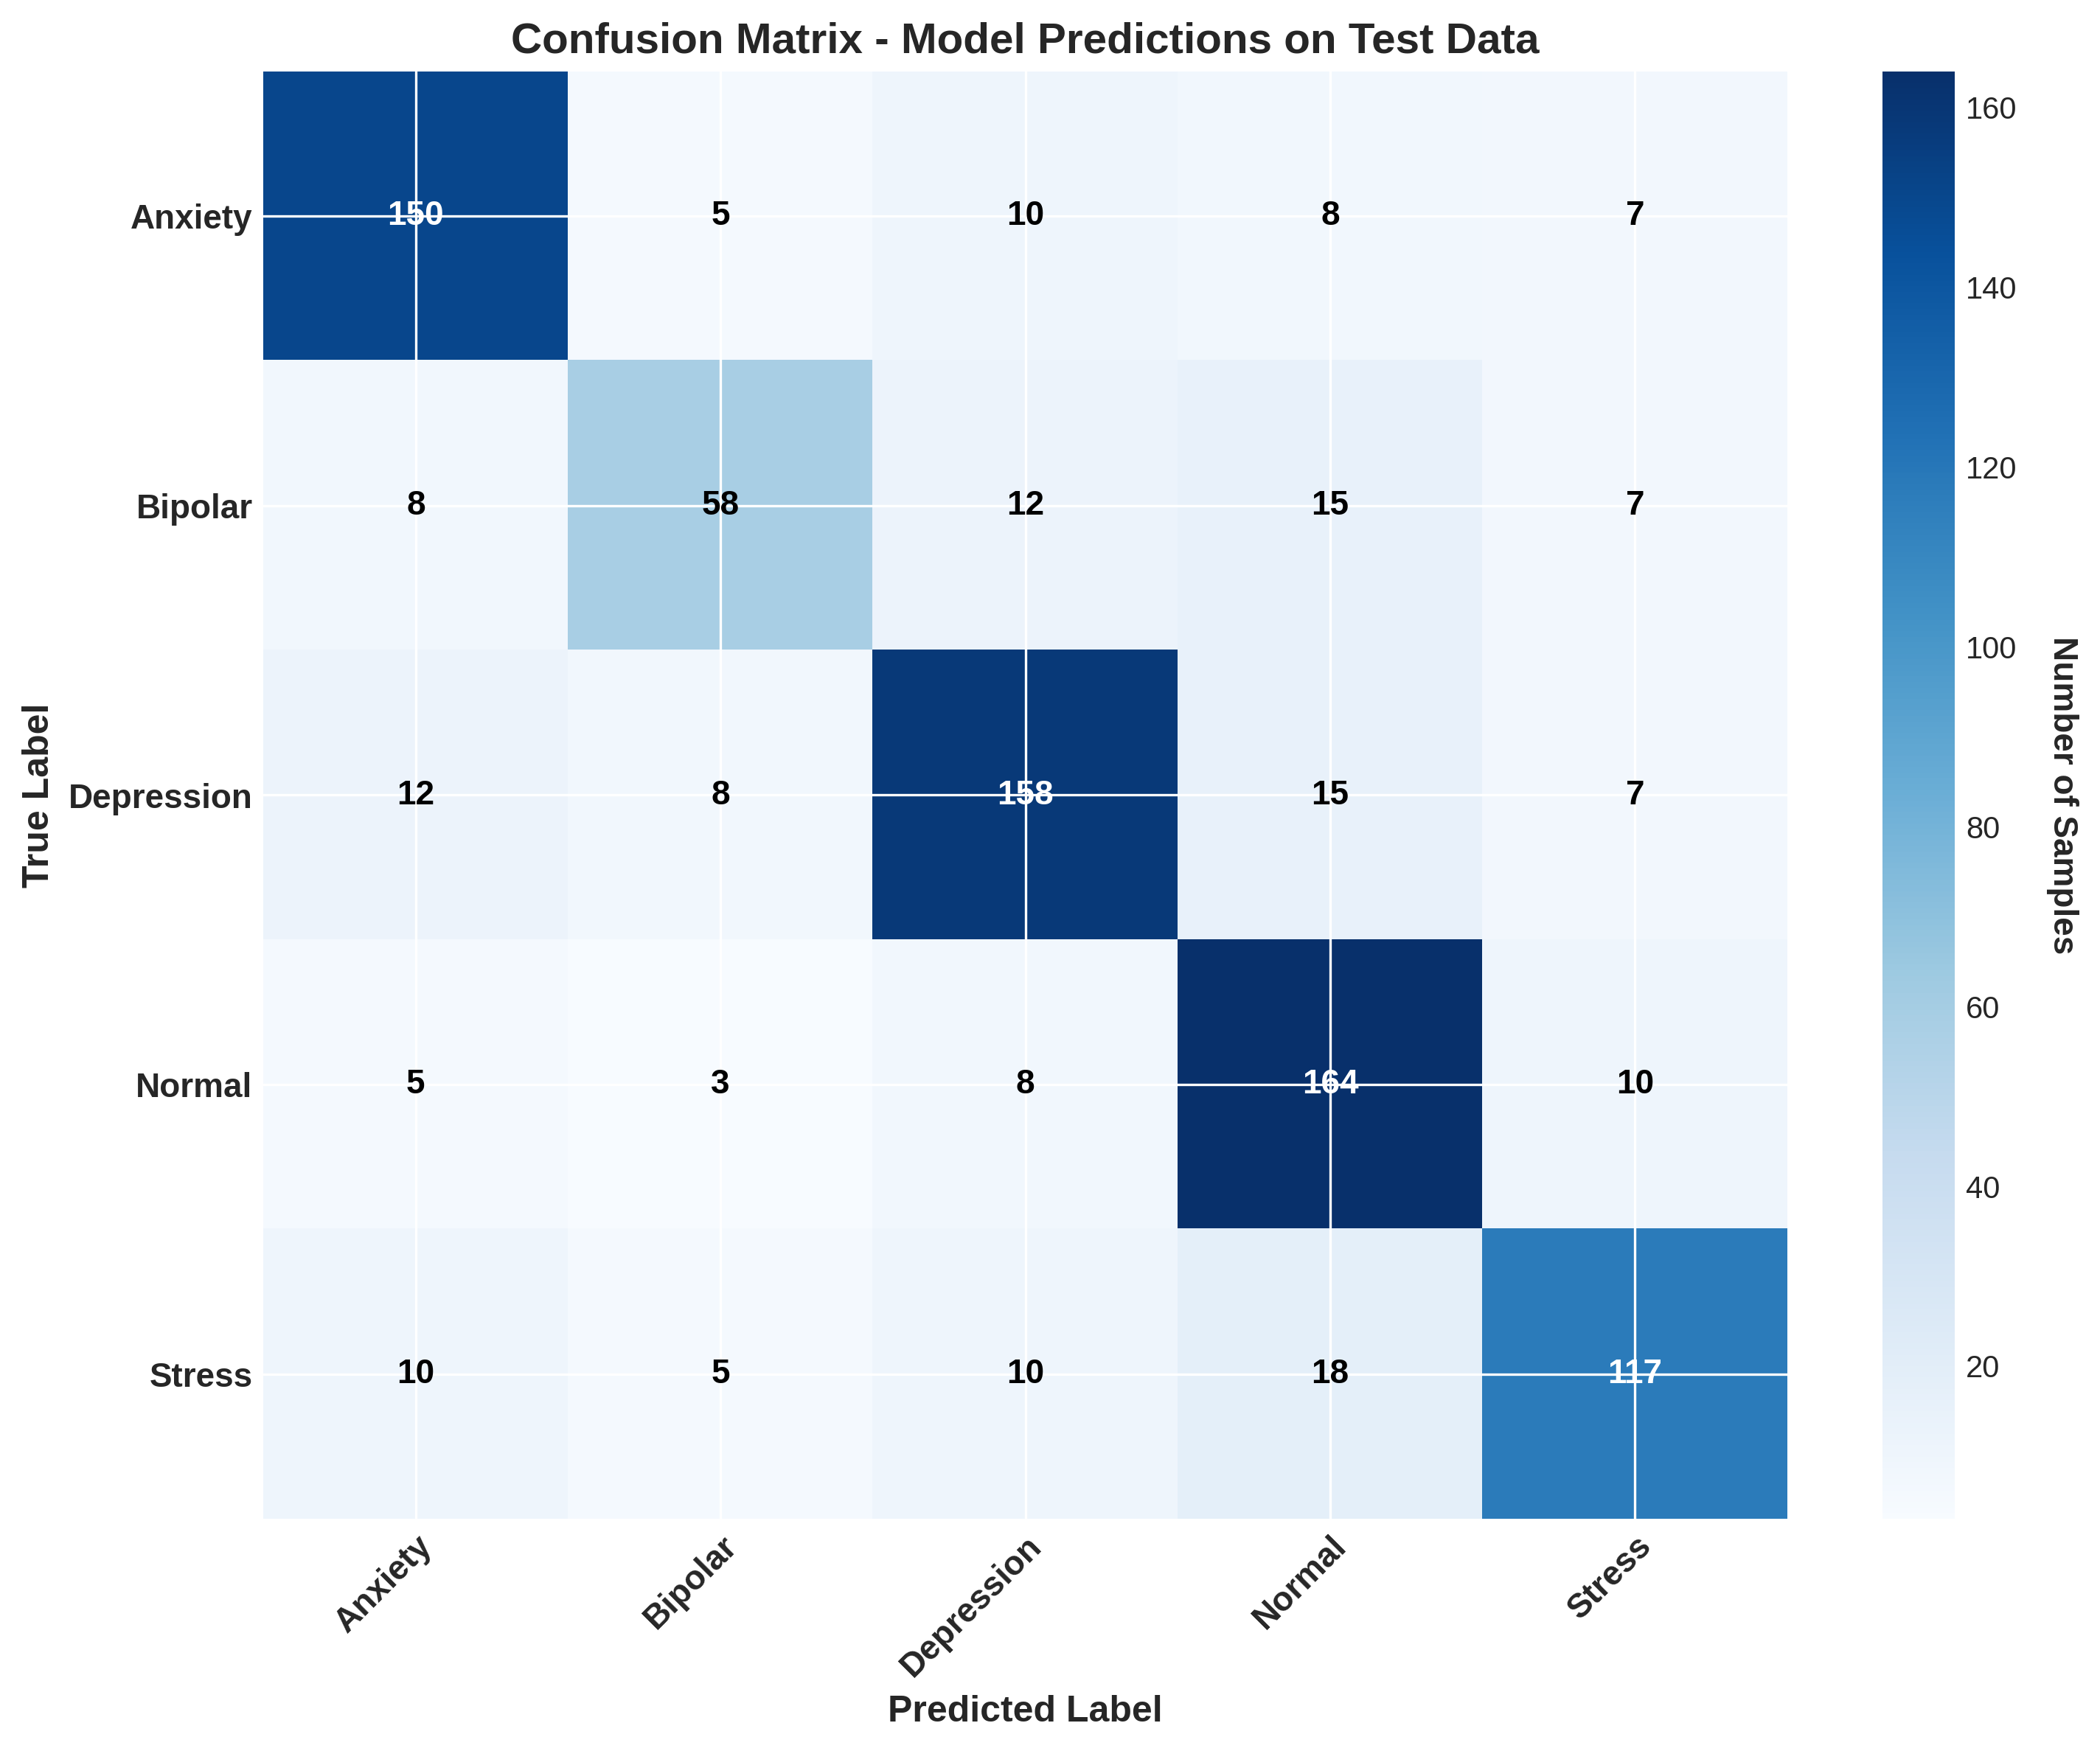 Confusion Matrix - Model Predictions on Test Data
Anxiety 150 5 10 8 7
Bipolar 8 58 12 15 7
Depression 12 8 158 15 7
Normal 5 3 8 164 10
Stress 10 5 10 18 117
Anxiety Bipolar Depression Normal Stress
Predicted Label
True Label
160
140
120
100
80
60
40
20
Number of Samples